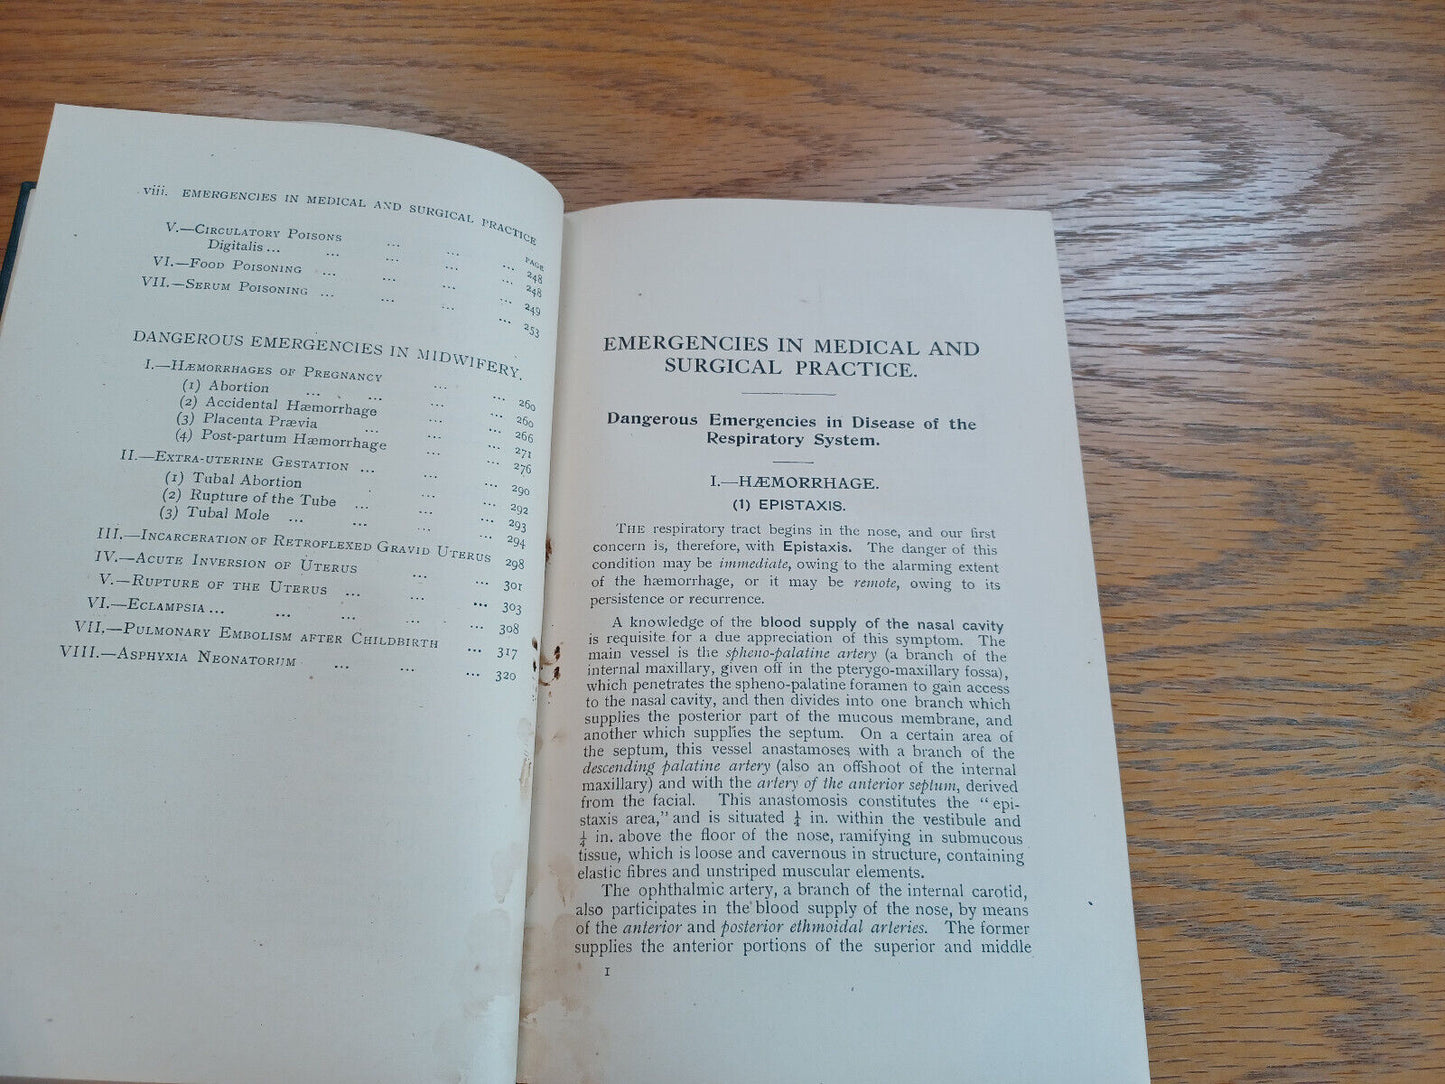 viii. EMERGENCIES IN MEDICAL AND SURGICAL PRACTICE
PAGE
V.—CIRCULATORY POISONS ... ... ... 248
Digitalis ... ... ... ... ... 248
VI.—FOOD POISONING ... ... ... ... 249
VII.—SERUM POISONING ... ... ... ... 253
DANGEROUS EMERGENCIES IN MIDWIFERY.
I.—HÆMORRHAGES OF PREGNANCY ... ... 260
(1) Abortion ... ... ... ... 260
(2) Accidental Hæmorrhage ... ... 266
(3) Placenta Prævia ... ... ... 271
(4) Post-partum Hæmorrhage ... ... 276
II.—EXTRA-UTERINE GESTATION ... ... ... 290
(1) Tubal Abortion ... ... ... 292
(2) Rupture of the Tube ... ... ... 293
(3) Tubal Mole ... ... ... ... 294
III.—INCARCERATION OF RETROFLEXED GRAVID UTERUS 298
IV.—ACUTE INVERSION OF UTERUS ... ... 301
V.—RUPTURE OF THE UTERUS ... ... ... 303
VI.—ECLAMPSIA ... ... ... ... ... 308
VII.—PULMONARY EMBOLISM AFTER CHILDBIRTH ... 317
VIII.—ASPHYXIA NEONATORUM ... ... ... 320
EMERGENCIES IN MEDICAL AND
SURGICAL PRACTICE.
Dangerous Emergencies in Disease of the
Respiratory System.
I.—HÆMORRHAGE.
(1) EPISTAXIS.
THE respiratory tract begins in the nose, and our first
concern is, therefore, with Epistaxis. The danger of this
condition may be immediate, owing to the alarming extent
of the hæmorrhage, or it may be remote, owing to its
persistence or recurrence.
A knowledge of the blood supply of the nasal cavity
is requisite for a due appreciation of this symptom. The
main vessel is the spheno-palatine artery (a branch of the
internal maxillary, given off in the pterygo-maxillary fossa),
which penetrates the spheno-palatine foramen to gain access
to the nasal cavity, and then divides into one branch which
supplies the posterior part of the mucous membrane, and
another which supplies the septum. On a certain area of
the septum, this vessel anastamoses with a branch of the
descending palatine artery (also an offshoot of the internal
maxillary) and with the artery of the anterior septum, derived
from the facial. This anastomosis constitutes the "epi-
staxis area," and is situated ¼ in. within the vestibule and
¼ in. above the floor of the nose, ramifying in submucous
tissue, which is loose and cavernous in structure, containing
elastic fibres and unstriped muscular elements.
The ophthalmic artery, a branch of the internal carotid,
also participates in the blood supply of the nose, by means
of the anterior and posterior ethmoidal arteries. The former
supplies the anterior portions of the superior and middle
1